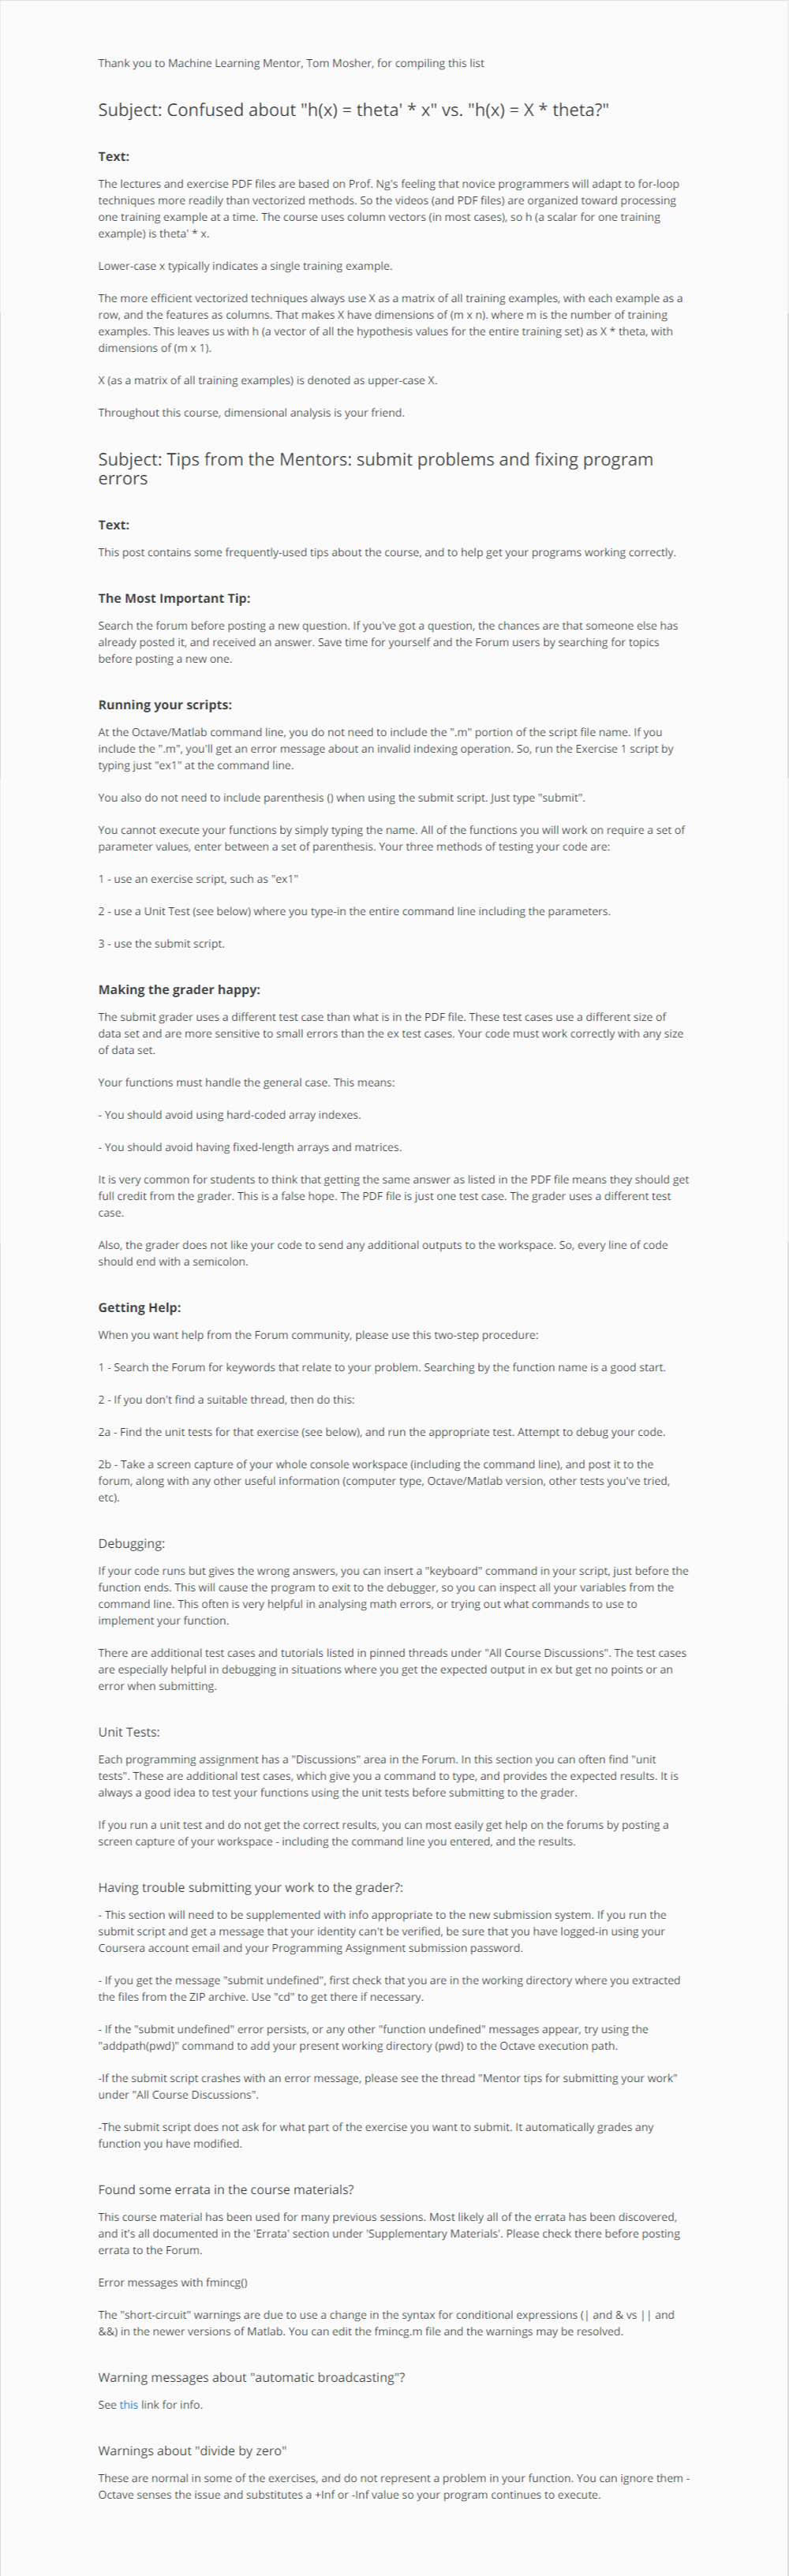 Thank you to Machine Learning Mentor, Tom Mosher, for compiling this list
Subject: Confused about "h(x) = theta' * x" vs. "h(x) = X * theta?"
Text:
The lectures and exercise PDF files are based on Prof. Ng's feeling that novice programmers will adapt to for-loop
techniques more readily than vectorized methods. So the videos (and PDF files) are organized toward processing
one training example at a time. The course uses column vectors (in most cases), so h (a scalar for one training
example) is theta' * x.
Lower-case x typically indicates a single training example.
The more efficient vectorized techniques always use X as a matrix of all training examples, with each example as a
row, and the features as columns. That makes X have dimensions of (m x n). where m is the number of training
examples. This leaves us with h (a vector of all the hypothesis values for the entire training set) as X * theta, with
dimensions of (m x 1).
X (as a matrix of all training examples) is denoted as upper-case X.
Throughout this course, dimensional analysis is your friend.
Subject: Tips from the Mentors: submit problems and fixing program
errors
Text:
This post contains some frequently-used tips about the course, and to help get your programs working correctly.
The Most Important Tip:
Search the forum before posting a new question. If you've got a question, the chances are that someone else has
already posted it, and received an answer. Save time for yourself and the Forum users by searching for topics
before posting a new one.
Running your scripts:
At the Octave/Matlab command line, you do not need to include the ".m" portion of the script file name. If you
include the ".m", you'll get an error message about an invalid indexing operation. So, run the Exercise 1 script by
typing just "ex1" at the command line.
You also do not need to include parenthesis () when using the submit script. Just type "submit".
You cannot execute your functions by simply typing the name. All of the functions you will work on require a set of
parameter values, enter between a set of parenthesis. Your three methods of testing your code are:
1 - use an exercise script, such as "ex1"
2 - use a Unit Test (see below) where you type-in the entire command line including the parameters.
3 - use the submit script.
Making the grader happy:
The submit grader uses a different test case than what is in the PDF file. These test cases use a different size of
data set and are more sensitive to small errors than the ex test cases. Your code must work correctly with any size
of data set.
Your functions must handle the general case. This means:
- You should avoid using hard-coded array indexes.
- You should avoid having fixed-length arrays and matrices.
It is very common for students to think that getting the same answer as listed in the PDF file means they should get
full credit from the grader. This is a false hope. The PDF file is just one test case. The grader uses a different test
case.
Also, the grader does not like your code to send any additional outputs to the workspace. So, every line of code
should end with a semicolon.
Getting Help:
When you want help from the Forum community, please use this two-step procedure:
1 - Search the Forum for keywords that relate to your problem. Searching by the function name is a good start.
2 - If you don't find a suitable thread, then do this:
2a - Find the unit tests for that exercise (see below), and run the appropriate test. Attempt to debug your code.
2b - Take a screen capture of your whole console workspace (including the command line), and post it to the
forum, along with any other useful information (computer type, Octave/Matlab version, other tests you've tried,
etc).
Debugging:
If your code runs but gives the wrong answers, you can insert a "keyboard" command in your script, just before the
function ends. This will cause the program to exit to the debugger, so you can inspect all your variables from the
command line. This often is very helpful in analysing math errors, or trying out what commands to use to
implement your function.
There are additional test cases and tutorials listed in pinned threads under "All Course Discussions". The test cases
are especially helpful in debugging in situations where you get the expected output in ex but get no points or an
error when submitting.
Unit Tests:
Each programming assignment has a "Discussions" area in the Forum. In this section you can often find "unit
tests". These are additional test cases, which give you a command to type, and provides the expected results. It is
always a good idea to test your functions using the unit tests before submitting to the grader.
If you run a unit test and do not get the correct results, you can most easily get help on the forums by posting a
screen capture of your workspace - including the command line you entered, and the results.
Having trouble submitting your work to the grader?:
- This section will need to be supplemented with info appropriate to the new submission system. If you run the
submit script and get a message that your identity can't be verified, be sure that you have logged-in using your
Coursera account email and your Programming Assignment submission password.
- If you get the message "submit undefined", first check that you are in the working directory where you extracted
the files from the ZIP archive. Use "cd" to get there if necessary.
- If the "submit undefined" error persists, or any other "function undefined" messages appear, try using the
"addpath(pwd)" command to add your present working directory (pwd) to the Octave execution path.
-If the submit script crashes with an error message, please see the thread "Mentor tips for submitting your work"
under "All Course Discussions".
-The submit script does not ask for what part of the exercise you want to submit. It automatically grades any
function you have modified.
Found some errata in the course materials?
This course material has been used for many previous sessions. Most likely all of the errata has been discovered,
and it's all documented in the 'Errata' section under 'Supplementary Materials'. Please check there before posting
errata to the Forum.
Error messages with fmincg()
The "short-circuit" warnings are due to use a change in the syntax for conditional expressions (| and & vs || and
&&) in the newer versions of Matlab. You can edit the fmincg.m file and the warnings may be resolved.
Warning messages about "automatic broadcasting"?
See this link for info.
Warnings about "divide by zero"
These are normal in some of the exercises, and do not represent a problem in your function. You can ignore them -
Octave senses the issue and substitutes a +Inf or -Inf value so your program continues to execute.